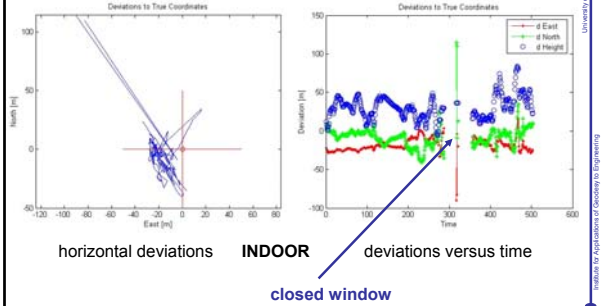 Deviations to True Coordinates
North [m]
100
50
0
-50
-120 -100 -80 -60 -40 -20 0 20 40 60 80
East [m]
Deviations to True Coordinates
Deviation [m]
150
100
50
0
-50
-100
0 100 200 300 400 500 600
Time
d East
d North
d Height
horizontal deviations INDOOR deviations versus time
closed window
University
Institute for Applications of Geodesy to Engineering